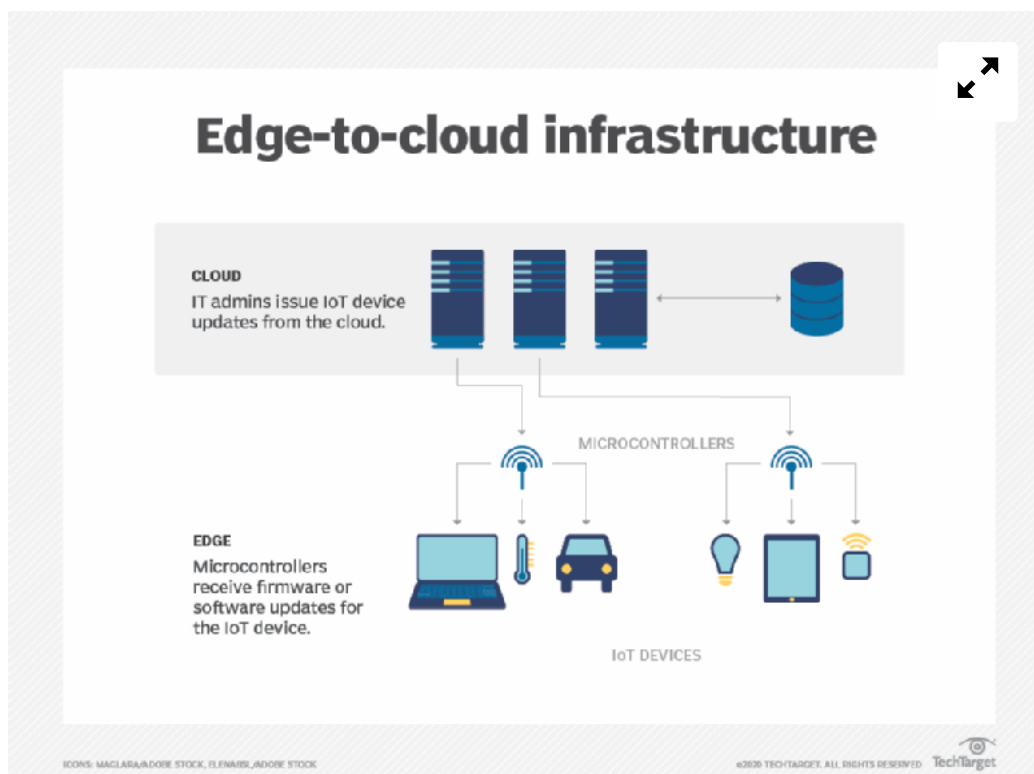 Edge-to-cloud infrastructure
CLOUD
IT admins issue IoT device
updates from the cloud.
MICROCONTROLLERS
EDGE
Microcontrollers
receive firmware or
software updates for
the IoT device.
IoT DEVICES
ICONS: MAGLARA/ADOBE STOCK, ELENABSL/ADOBE STOCK
©2020 TECHTARGET. ALL RIGHTS RESERVED
TechTarget